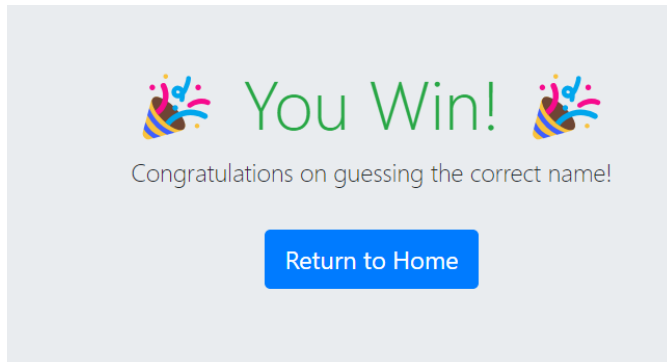 🎉 You Win! 🎉
Congratulations on guessing the correct name!
Return to Home